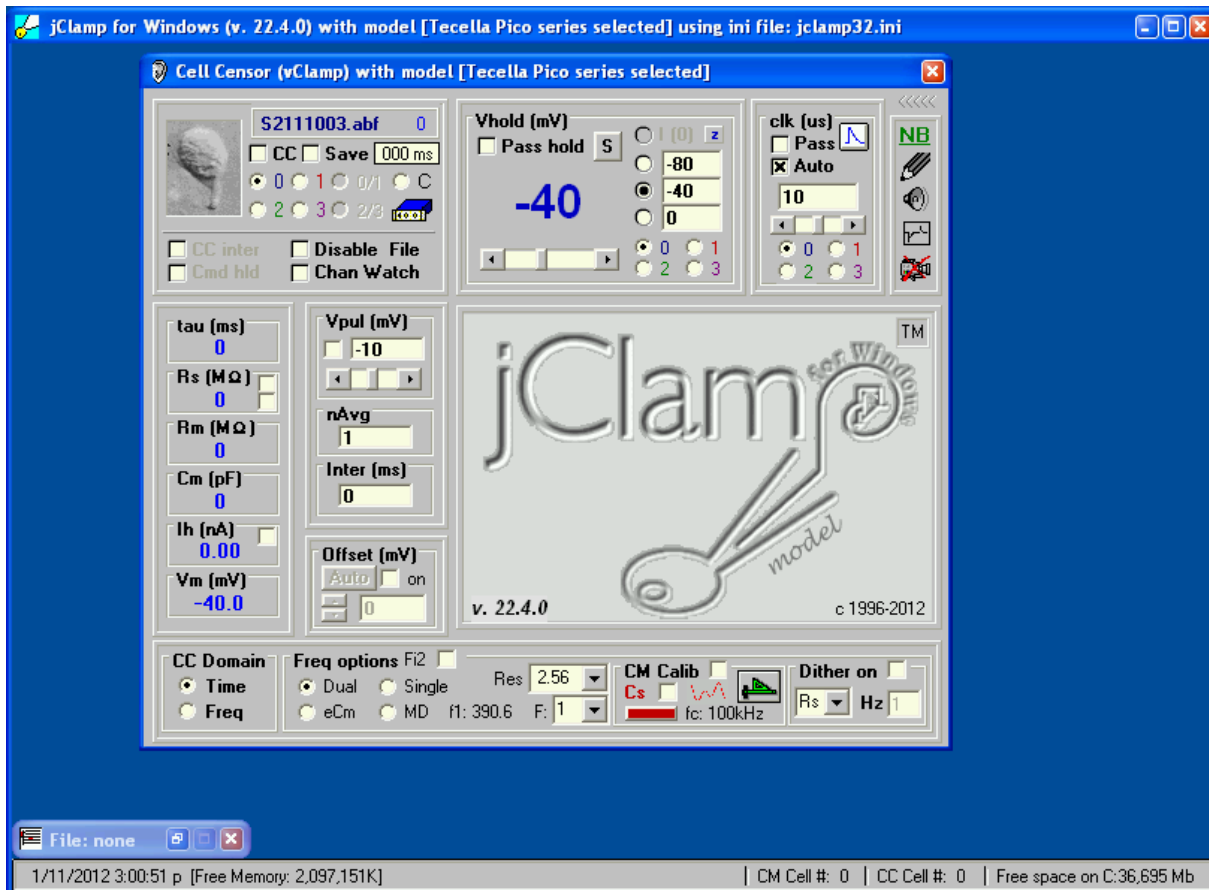 jClamp for Windows (v. 22.4.0) with model [Tecella Pico series selected] using ini file: jclamp32.ini
Cell Censor (vClamp) with model [Tecella Pico series selected]
S2111003.abf 0
CC Save 000 ms
0 1 0/1 C
2 3 2/3
CC inter Disable File
Cmd hld Chan Watch
Vhold (mV)
Pass hold S
-40
I (0) z
-80
-40
0
0 1
2 3
clk (us)
Pass
Auto
10
0 1
2 3
<<<<<
NB
tau (ms)
0
Rs (MΩ)
0
Rm (MΩ)
0
Cm (pF)
0
Ih (nA)
0.00
Vm (mV)
-40.0
Vpul (mV)
-10
nAvg
1
Inter (ms)
0
Offset (mV)
Auto on
0
TM
jClamp
for Windows
model
v. 22.4.0 c 1996-2012
CC Domain
Time
Freq
Freq options Fi2
Dual Single Res 2.56
eCm MD f1: 390.6 F: 1
CM Calib
Cs
fc: 100kHz
Dither on
Rs Hz 1
File: none
1/11/2012 3:00:51 p [Free Memory: 2,097,151K] CM Cell #: 0 CC Cell #: 0 Free space on C:36,695 Mb